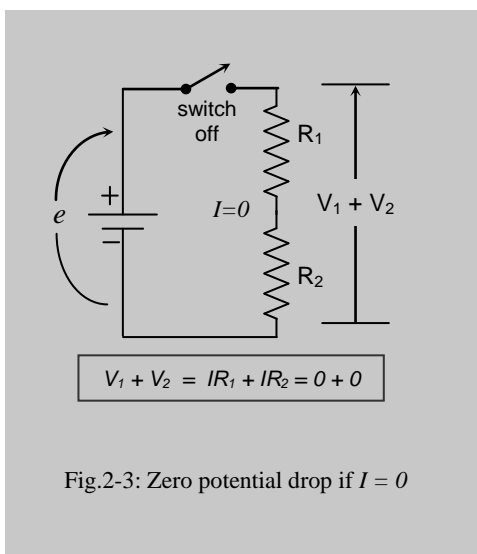 switch
off
R₁
+
e
I=0
V₁ + V₂
−
R₂
V₁ + V₂ = IR₁ + IR₂ = 0 + 0
Fig.2-3: Zero potential drop if I = 0